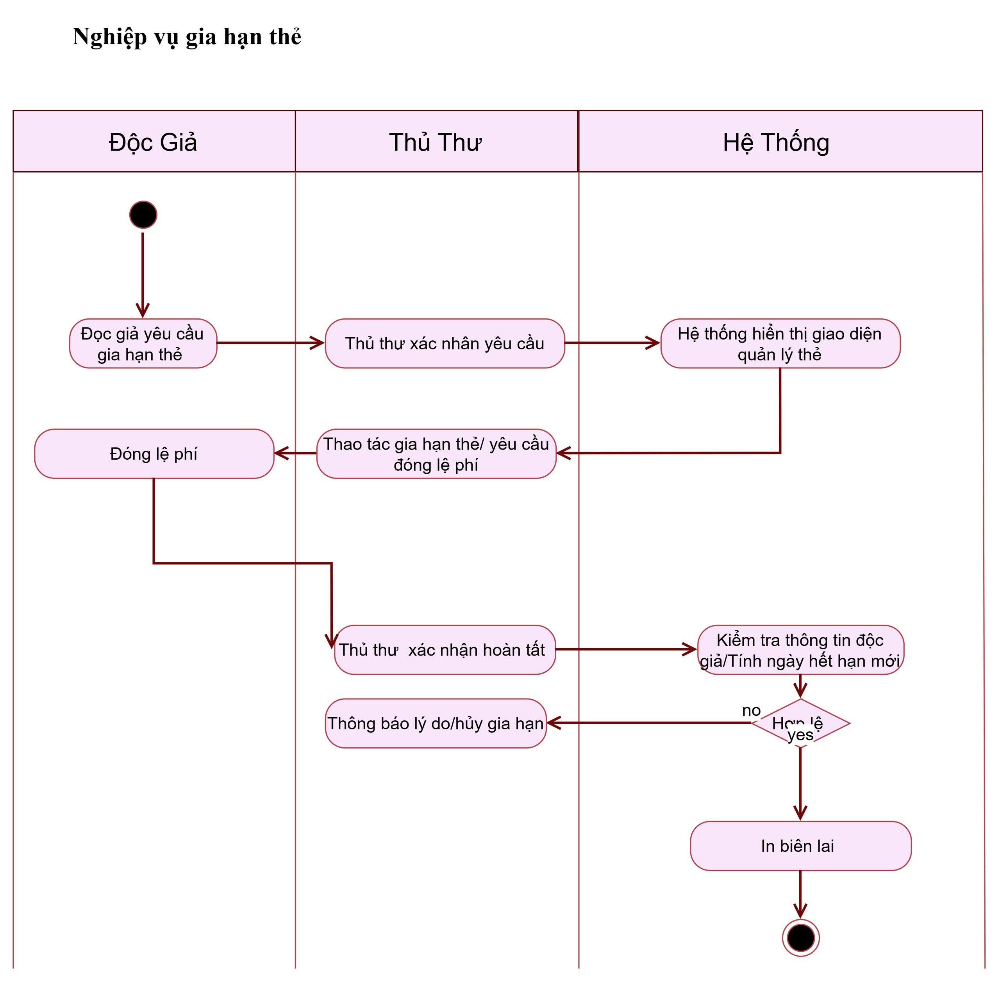 Nghiệp vụ gia hạn thẻ
Độc Giả
Thủ Thư
Hệ Thống
Đọc giả yêu cầu
gia hạn thẻ
Thủ thư xác nhân yêu cầu
Hệ thống hiển thị giao diện
quản lý thẻ
Đóng lệ phí
Thao tác gia hạn thẻ/ yêu cầu
đóng lệ phí
Thủ thư  xác nhận hoàn tất
Kiểm tra thông tin độc
giả/Tính ngày hết hạn mới
no
Thông báo lý do/hủy gia hạn
Hợp lệ
yes
In biên lai